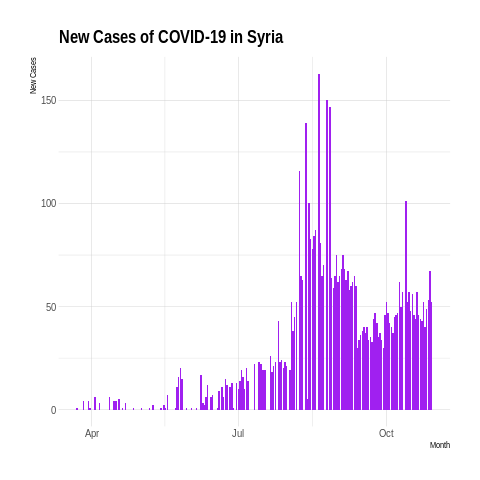 New Cases of COVID-19 in Syria
New Cases
150
100
50
0
Apr
Jul
Oct
Month